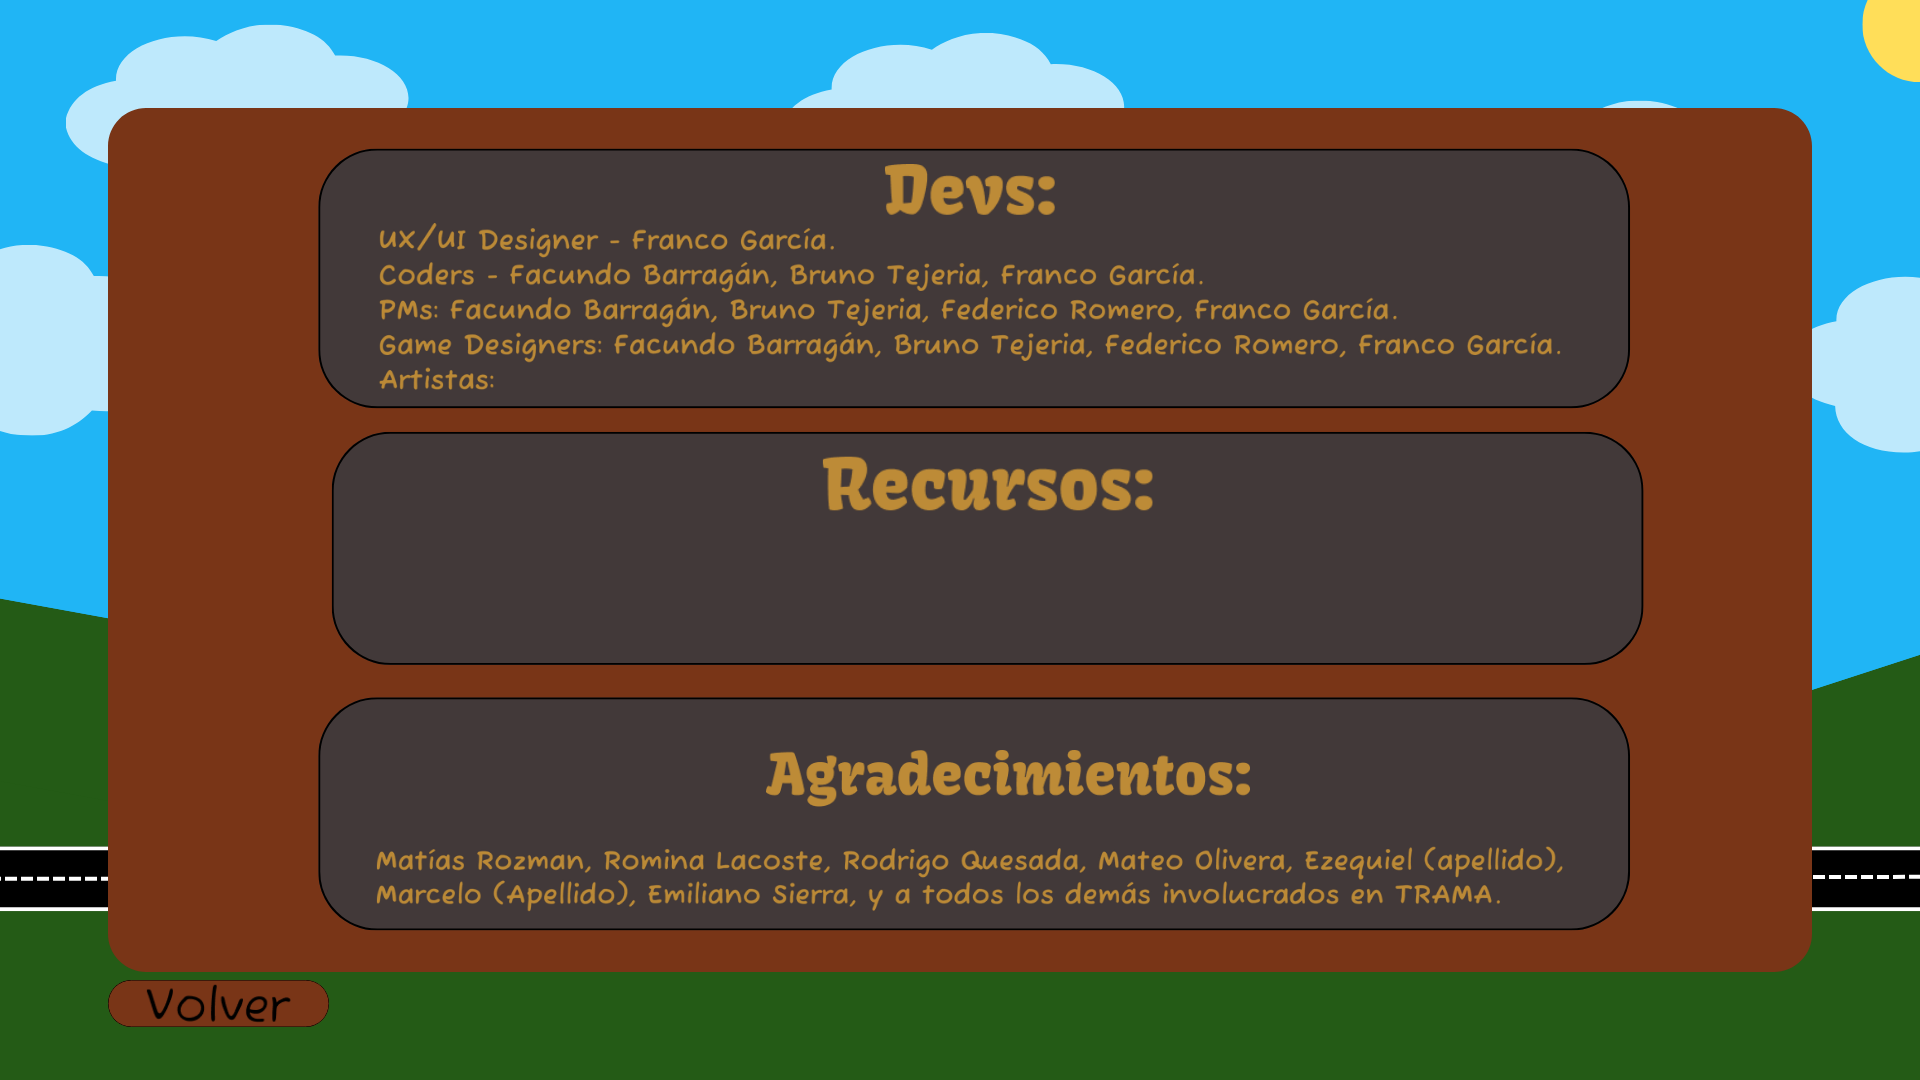 Devs:
UX/UI Designer - Franco García.
Coders - Facundo Barragán, Bruno Tejeria, Franco García.
PMs: Facundo Barragán, Bruno Tejeria, Federico Romero, Franco García.
Game Designers: Facundo Barragán, Bruno Tejeria, Federico Romero, Franco García.
Artistas:
Recursos:
Agradecimientos:
Matías Rozman, Romina Lacoste, Rodrigo Quesada, Mateo Olivera, Ezequiel (apellido),
Marcelo (Apellido), Emiliano Sierra, y a todos los demás involucrados en TRAMA.
Volver